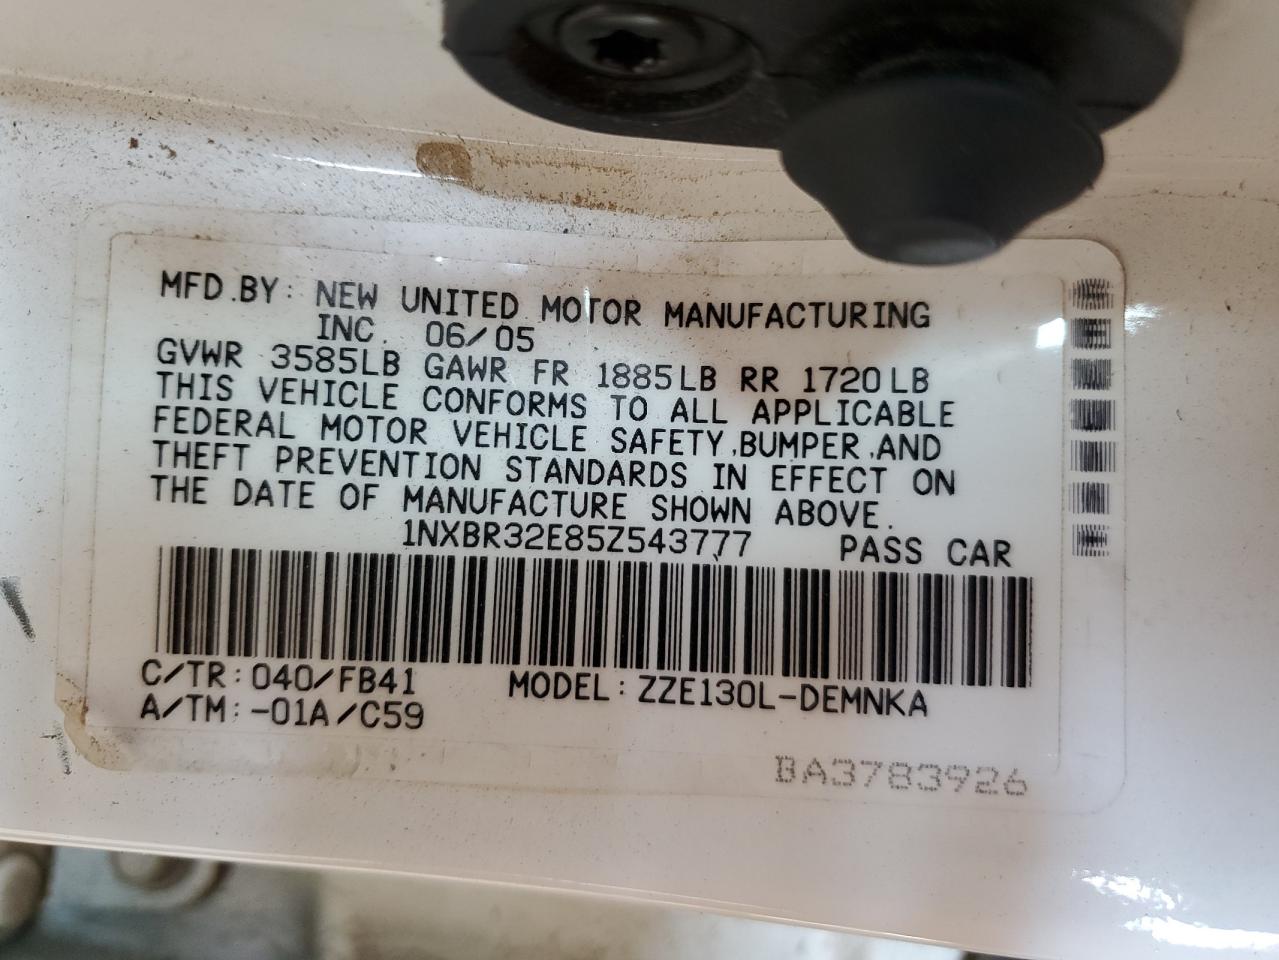 MFD.BY: NEW UNITED MOTOR MANUFACTURING
INC. 06/05
GVWR 3585LB GAWR FR 1885LB RR 1720LB
THIS VEHICLE CONFORMS TO ALL APPLICABLE
FEDERAL MOTOR VEHICLE SAFETY,BUMPER,AND
THEFT PREVENTION STANDARDS IN EFFECT ON
THE DATE OF MANUFACTURE SHOWN ABOVE.
1NXBR32E85Z543777 PASS CAR
C/TR:040/FB41 MODEL:ZZE130L-DEMNKA
A/TM:-01A/C59
BA3783926